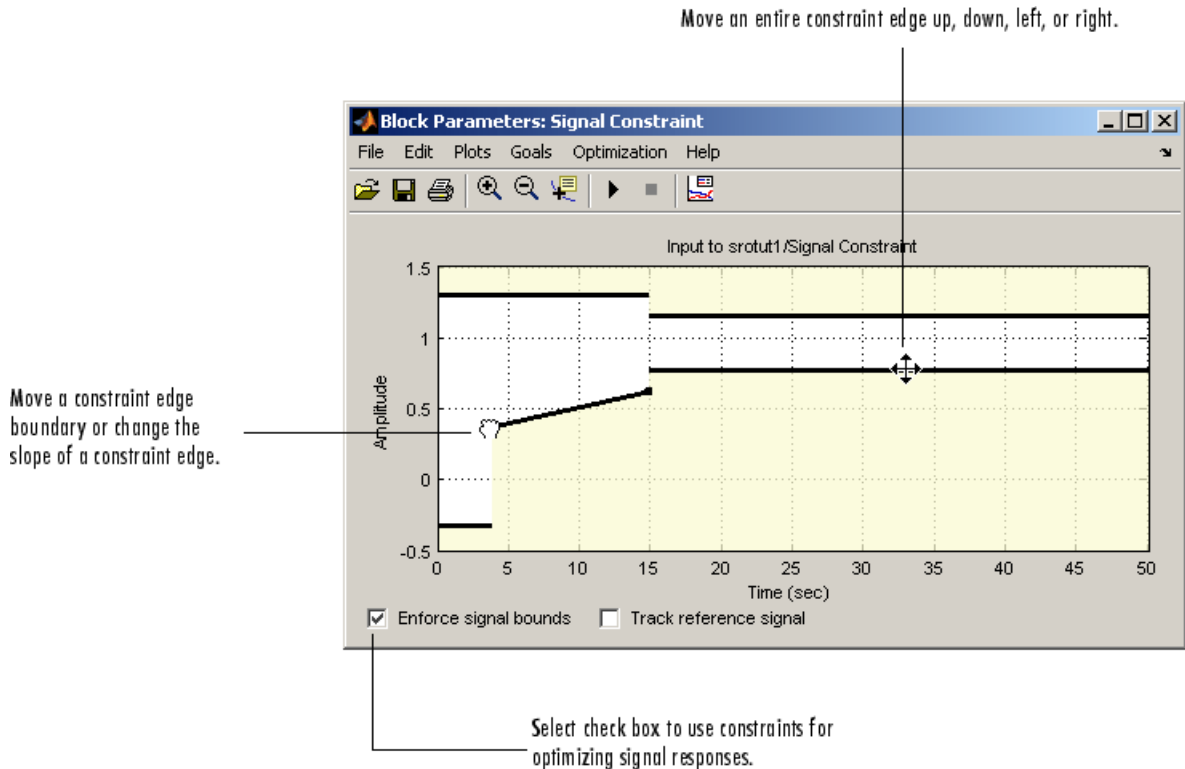 Move an entire constraint edge up, down, left, or right.
Block Parameters: Signal Constraint
File Edit Plots Goals Optimization Help
Input to srotut1/Signal Constraint
1.5
1
0.5
0
-0.5
Amplitude
0 5 10 15 20 25 30 35 40 45 50
Time (sec)
Move a constraint edge
boundary or change the
slope of a constraint edge.
Enforce signal bounds Track reference signal
Select check box to use constraints for
optimizing signal responses.